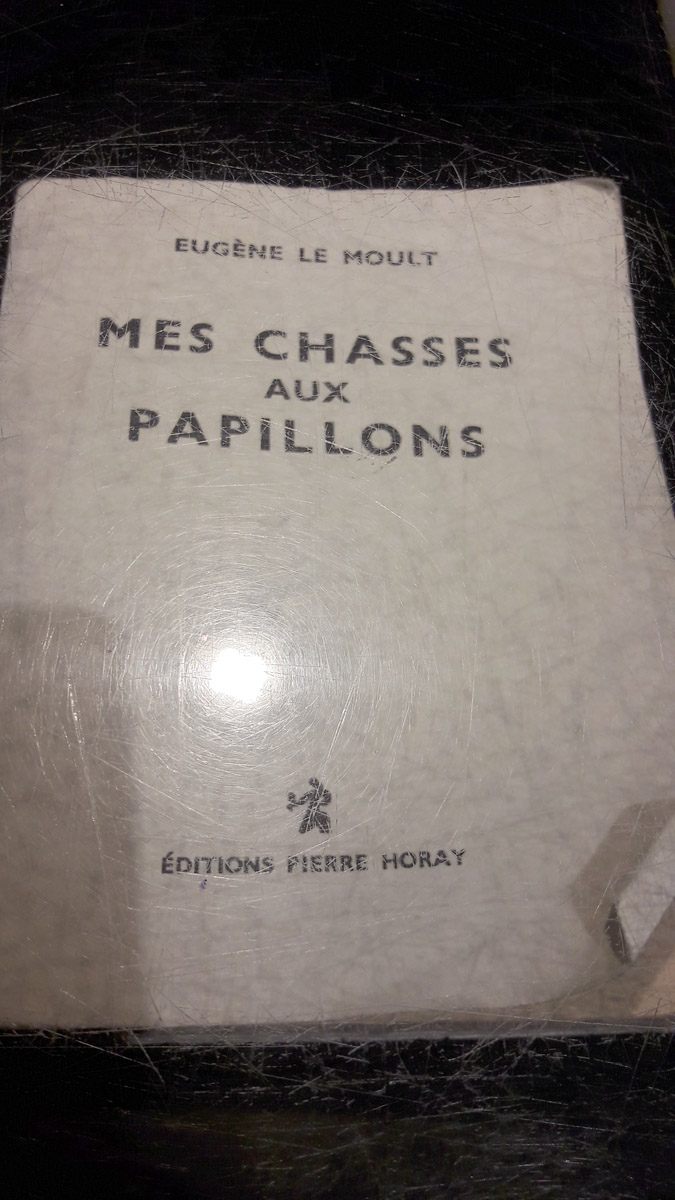 EUGÈNE LE MOULT
MES CHASSES
AUX
PAPILLONS
ÉDITIONS PIERRE HORAY